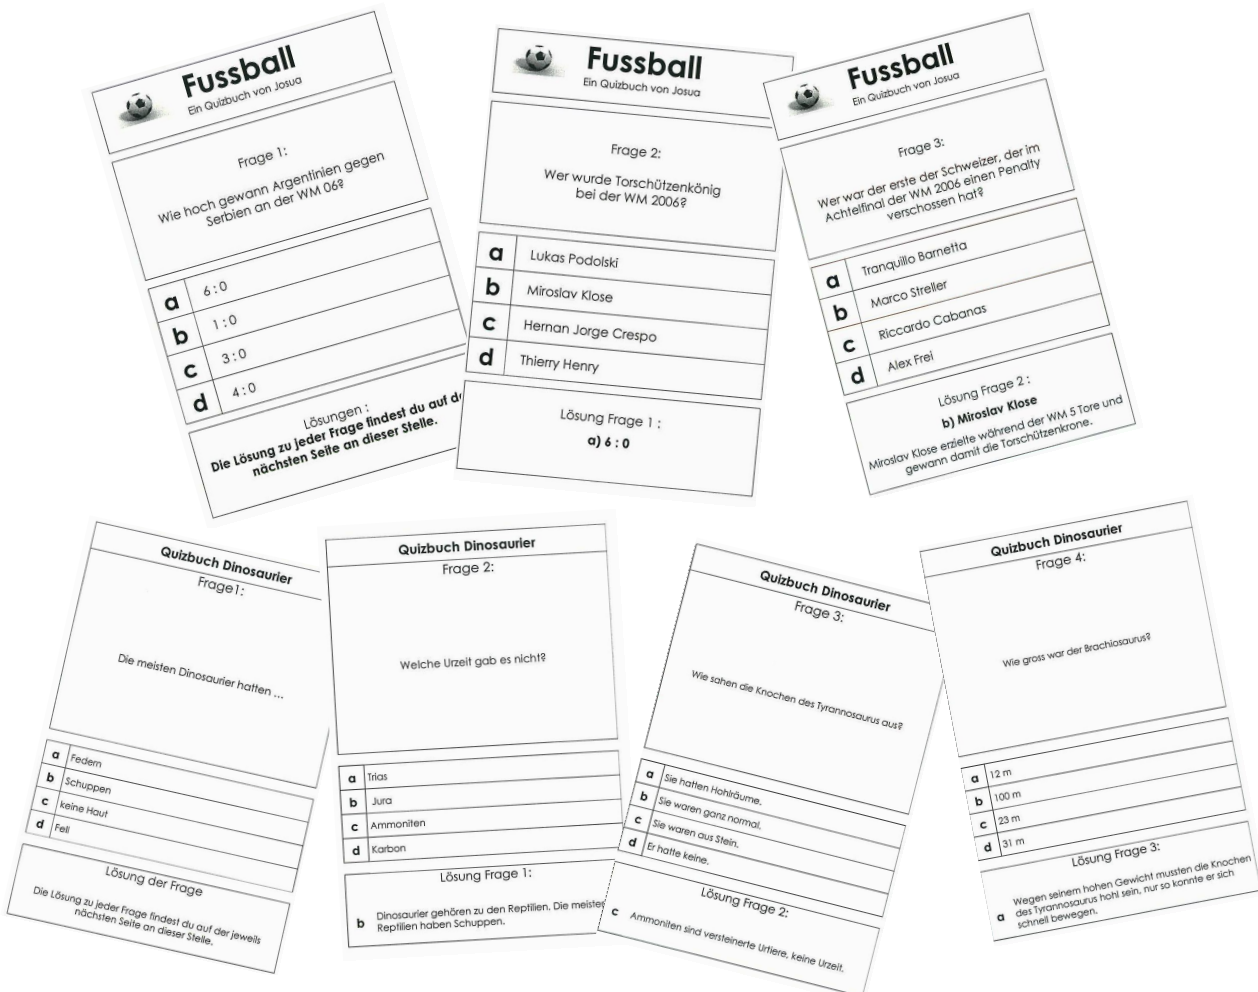 Fussball
Ein Quizbuch von Josua
Frage 1:
Wie hoch gewann Argentinien gegen
Serbien an der WM 06?
a 6 : 0
b 1 : 0
c 3 : 0
d 4 : 0
Lösungen :
Die Lösung zu jeder Frage findest du auf de
nächsten Seite an dieser Stelle.
Fussball
Ein Quizbuch von Josua
Frage 2:
Wer wurde Torschützenkönig
bei der WM 2006?
a Lukas Podolski
b Miroslav Klose
c Hernan Jorge Crespo
d Thierry Henry
Lösung Frage 1 :
a) 6 : 0
Fussball
Ein Quizbuch von Josua
Frage 3:
Wer war der erste der Schweizer, der im
Achtelfinal der WM 2006 einen Penalty
verschossen hat?
a Tranquillo Barnetta
b Marco Streller
c Riccardo Cabanas
d Alex Frei
Lösung Frage 2 :
b) Miroslav Klose
Miroslav Klose erzielte während der WM 5 Tore und
gewann damit die Torschützenkrone.
Quizbuch Dinosaurier
Frage1:
Die meisten Dinosaurier hatten ...
a Federn
b Schuppen
c keine Haut
d Fell
Lösung der Frage
Die Lösung zu jeder Frage findest du auf der jeweils
nächsten Seite an dieser Stelle.
Quizbuch Dinosaurier
Frage 2:
Welche Urzeit gab es nicht?
a Trias
b Jura
c Ammoniten
d Karbon
Lösung Frage 1:
b Dinosaurier gehören zu den Reptilien. Die meisten
Reptilien haben Schuppen.
Quizbuch Dinosaurier
Frage 3:
Wie sahen die Knochen des Tyrannosaurus aus?
a Sie hatten Hohlräume.
b Sie waren ganz normal.
c Sie waren aus Stein.
d Er hatte keine.
Lösung Frage 2:
c Ammoniten sind versteinerte Urtiere, keine Urzeit.
Quizbuch Dinosaurier
Frage 4:
Wie gross war der Brachiosaurus?
a 12 m
b 100 m
c 23 m
d 31 m
Lösung Frage 3:
a Wegen seinem hohen Gewicht mussten die Knochen
des Tyrannosaurus hohl sein, nur so konnte er sich
schnell bewegen.